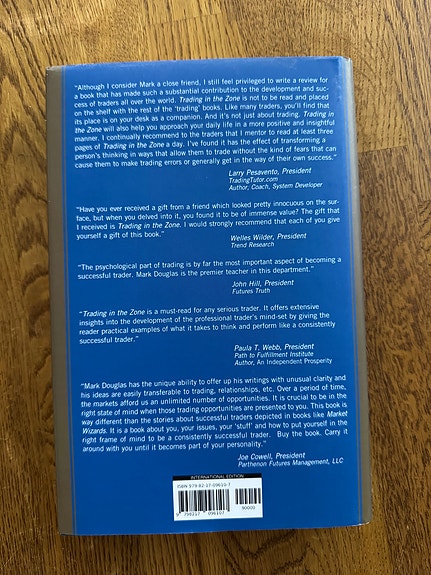 "Although I consider Mark a close friend, I still feel privileged to write a review for
a book that has made such a substantial contribution to the development and suc-
cess of traders all over the world. Trading in the Zone is not to be read and placed
on the shelf with the rest of the 'trading' books. Like many traders, you'll find that
its place is on your desk as a companion. And it's not just about trading. Trading in
the Zone will also help you approach your daily life in a more positive and insightful
manner. I continually recommend to the traders that I mentor to read at least three
pages of Trading in the Zone a day. I've found it has the effect of transforming a
person's thinking in ways that allow them to trade without the kind of fears that can
cause them to make trading errors or generally get in the way of their own success."
Larry Pesavento, President
TradingTutor.com
Author, Coach, System Developer
"Have you ever received a gift from a friend which looked pretty innocuous on the sur-
face, but when you delved into it, you found it to be of immense value? The gift that
I received is Trading in the Zone. I would strongly recommend that each of you give
yourself a gift of this book."
Welles Wilder, President
Trend Research
"The psychological part of trading is by far the most important aspect of becoming a
successful trader. Mark Douglas is the premier teacher in this department."
John Hill, President
Futures Truth
"Trading in the Zone is a must-read for any serious trader. It offers extensive
insights into the development of the professional trader's mind-set by giving the
reader practical examples of what it takes to think and perform like a consistently
successful trader."
Paula T. Webb, President
Path to Fulfillment Institute
Author, An Independent Prosperity
"Mark Douglas has the unique ability to offer up his writings with unusual clarity and
his ideas are easily transferable to trading, relationships, etc. Over a period of time,
the markets afford us an unlimited number of opportunities. It is crucial to be in the
right state of mind when those trading opportunities are presented to you. This book is
way different than the stories about successful traders depicted in books like Market
Wizards. It is a book about you, your issues, your 'stuff' and how to put yourself in the
right frame of mind to be a consistently successful trader. Buy the book. Carry it
around with you until it becomes part of your personality."
Joe Cowell, President
Parthenon Futures Management, LLC
INTERNATIONAL EDITION
ISBN 979-82-17-09610-7
90000
9 798217 096107